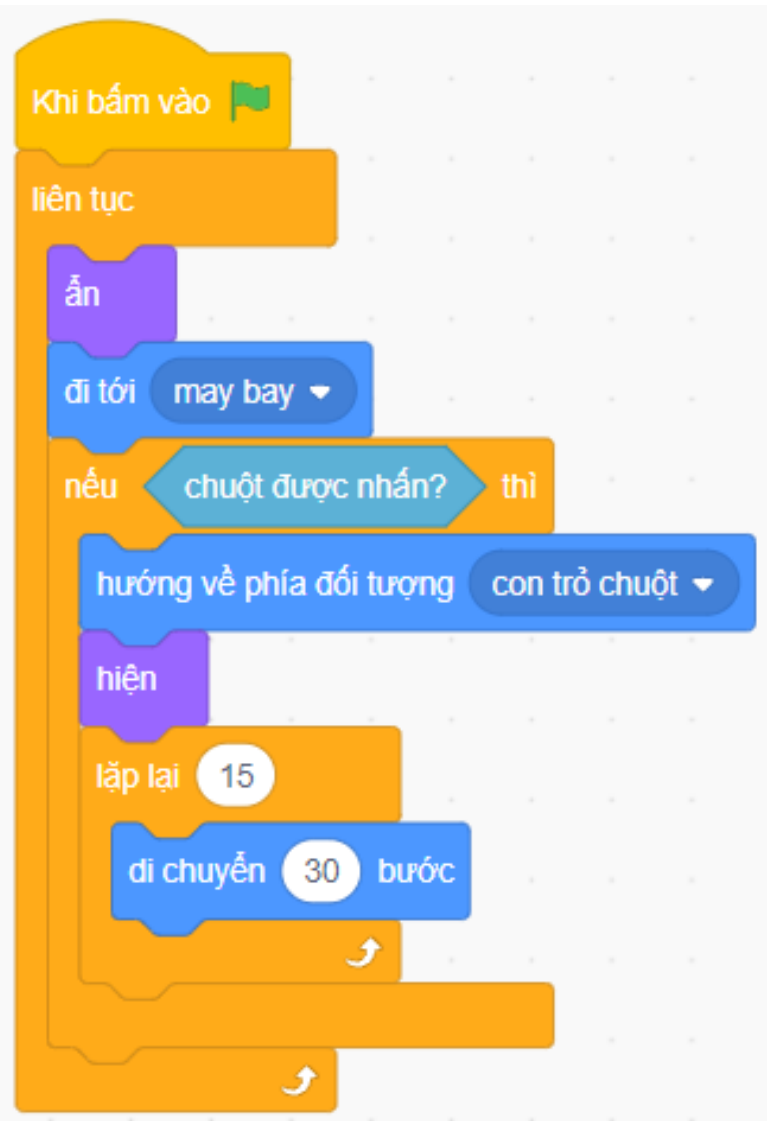 Khi bấm vào
liên tục
ẩn
đi tới may bay
nếu chuột được nhấn? thì
hướng về phía đối tượng con trỏ chuột
hiện
lặp lại 15
di chuyển 30 bước